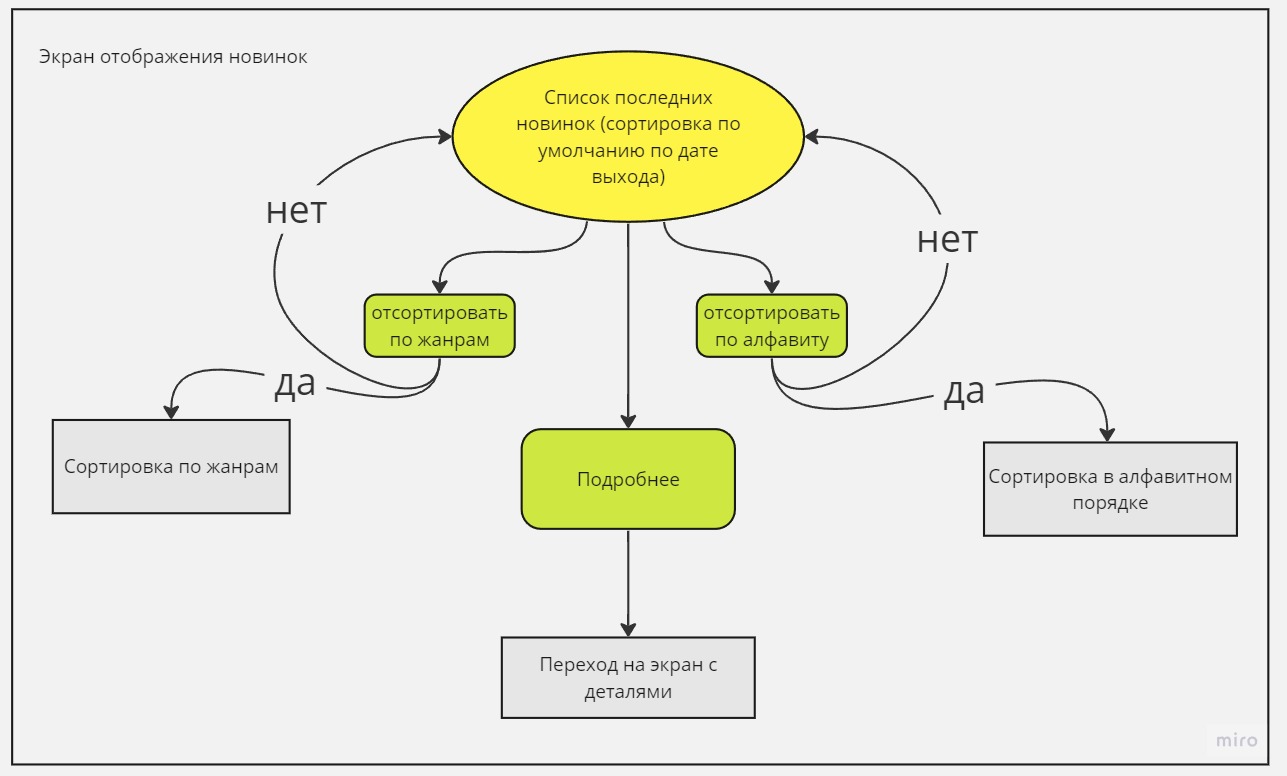 Экран отображения новинок
Список последних
новинок (сортировка по
умолчанию по дате
выхода)
нет
нет
отсортировать
по жанрам
отсортировать
по алфавиту
да
да
Сортировка по жанрам
Подробнее
Сортировка в алфавитном
порядке
Переход на экран с
деталями
miro